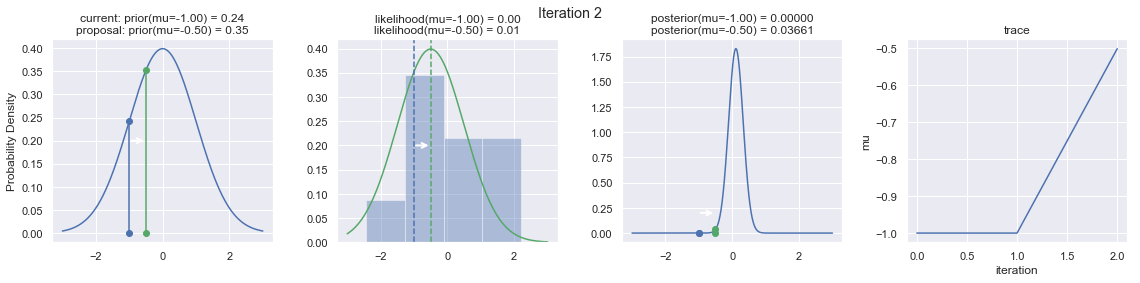 Iteration 2
current: prior(mu=-1.00) = 0.24
proposal: prior(mu=-0.50) = 0.35
Probability Density
0.40
0.35
0.30
0.25
0.20
0.15
0.10
0.05
0.00
−2 0 2
likelihood(mu=-1.00) = 0.00
likelihood(mu=-0.50) = 0.01
0.40
0.35
0.30
0.25
0.20
0.15
0.10
0.05
0.00
−2 0 2
posterior(mu=-1.00) = 0.00000
posterior(mu=-0.50) = 0.03661
1.75
1.50
1.25
1.00
0.75
0.50
0.25
0.00
−2 0 2
trace
mu
−0.5
−0.6
−0.7
−0.8
−0.9
−1.0
0.0 0.5 1.0 1.5 2.0
iteration